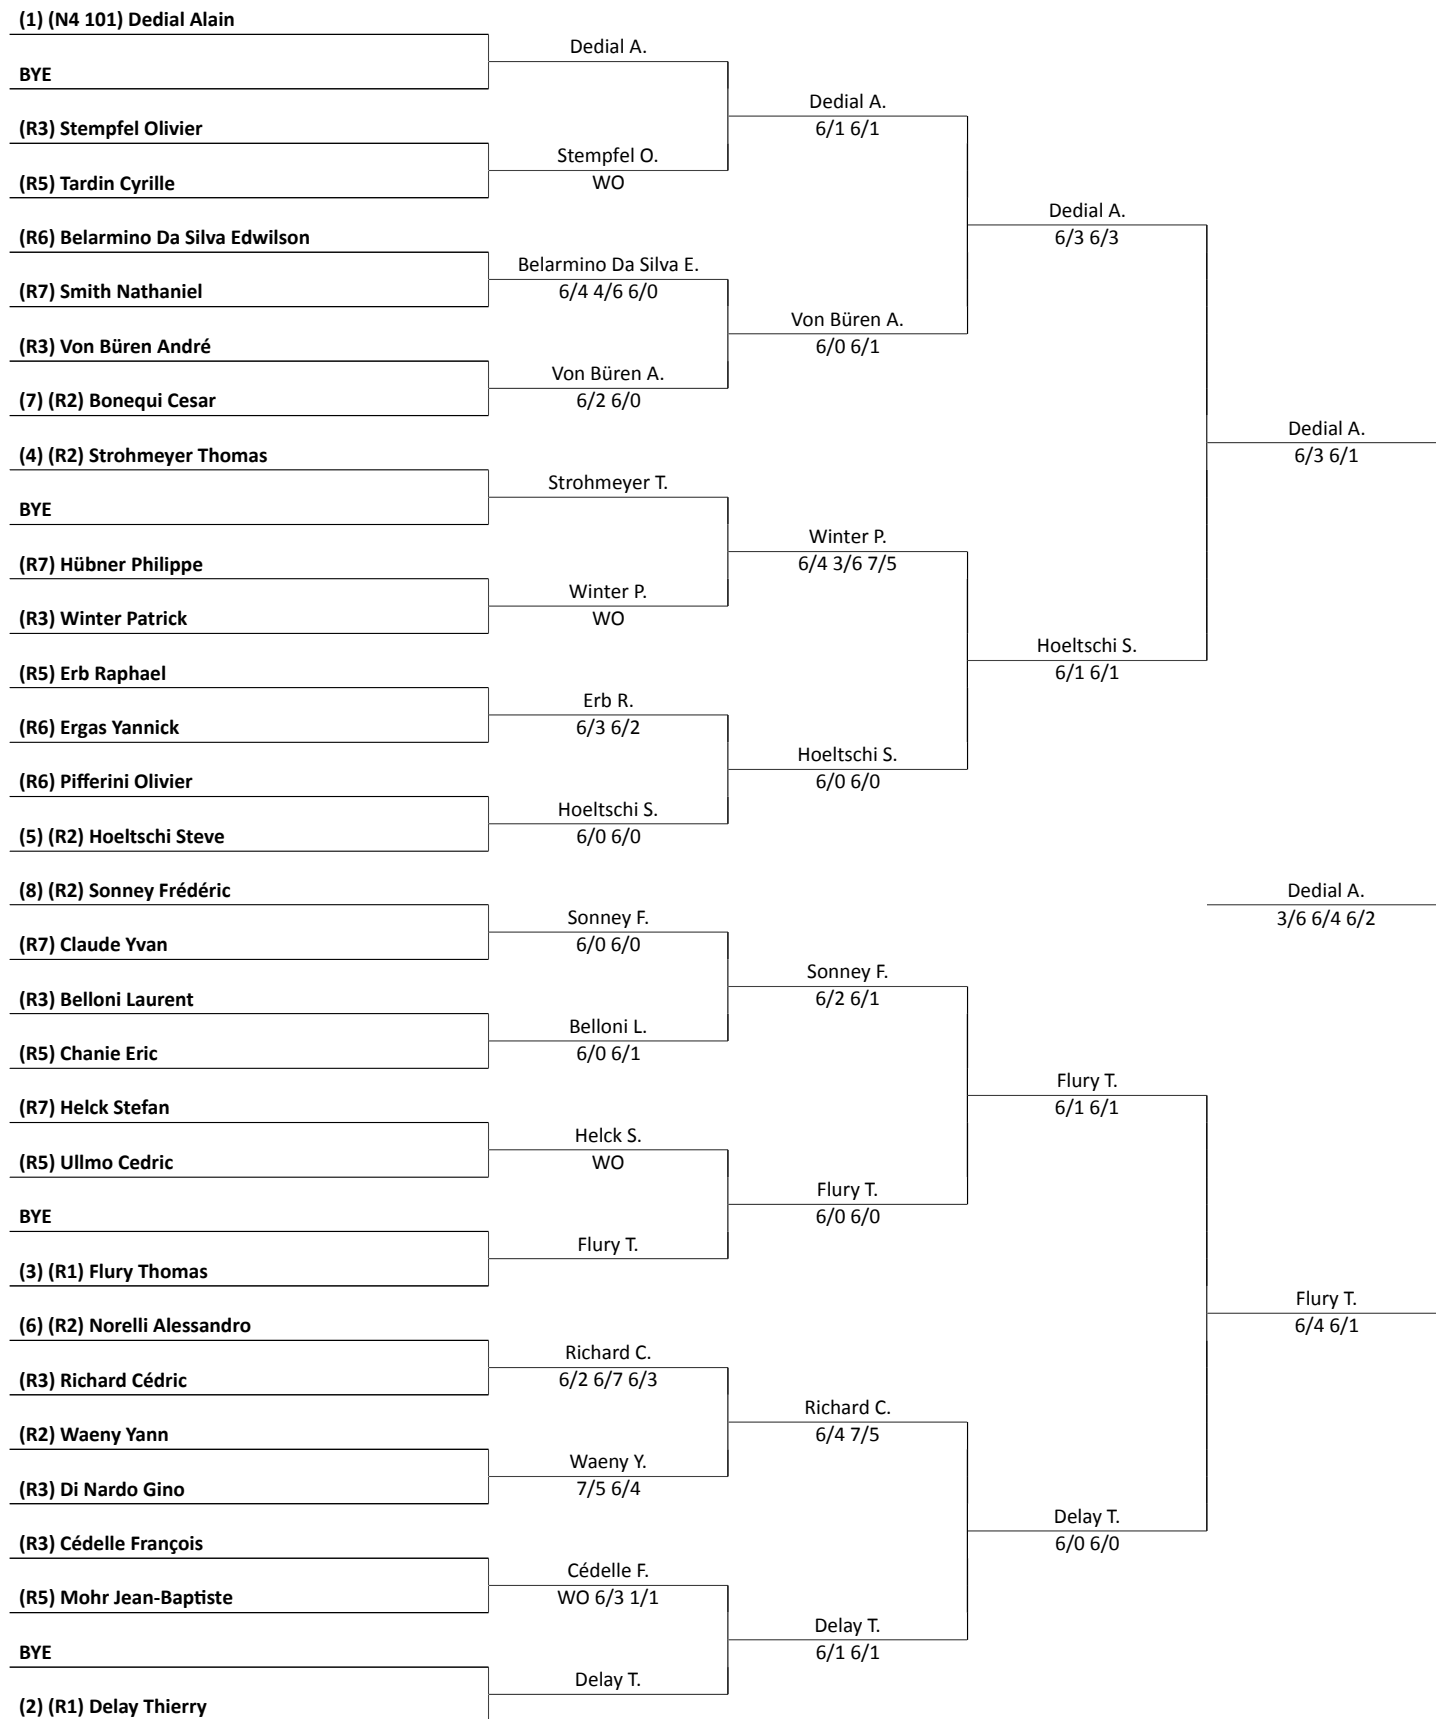 (1) (N4 101) Dedial Alain
BYE
(R3) Stempfel Olivier
(R5) Tardin Cyrille
(R6) Belarmino Da Silva Edwilson
(R7) Smith Nathaniel
(R3) Von Büren André
(7) (R2) Bonequi Cesar
(4) (R2) Strohmeyer Thomas
BYE
(R7) Hübner Philippe
(R3) Winter Patrick
(R5) Erb Raphael
(R6) Ergas Yannick
(R6) Pifferini Olivier
(5) (R2) Hoeltschi Steve
(8) (R2) Sonney Frédéric
(R7) Claude Yvan
(R3) Belloni Laurent
(R5) Chanie Eric
(R7) Helck Stefan
(R5) Ullmo Cedric
BYE
(3) (R1) Flury Thomas
(6) (R2) Norelli Alessandro
(R3) Richard Cédric
(R2) Waeny Yann
(R3) Di Nardo Gino
(R3) Cédelle François
(R5) Mohr Jean-Baptiste
BYE
(2) (R1) Delay Thierry
Dedial A.
Stempfel O.
WO
Belarmino Da Silva E.
6/4 4/6 6/0
Von Büren A.
6/2 6/0
Strohmeyer T.
Winter P.
WO
Erb R.
6/3 6/2
Hoeltschi S.
6/0 6/0
Sonney F.
6/0 6/0
Belloni L.
6/0 6/1
Helck S.
WO
Flury T.
Richard C.
6/2 6/7 6/3
Waeny Y.
7/5 6/4
Cédelle F.
WO 6/3 1/1
Delay T.
Dedial A.
6/1 6/1
Von Büren A.
6/0 6/1
Winter P.
6/4 3/6 7/5
Hoeltschi S.
6/0 6/0
Sonney F.
6/2 6/1
Flury T.
6/0 6/0
Richard C.
6/4 7/5
Delay T.
6/1 6/1
Dedial A.
6/3 6/3
Hoeltschi S.
6/1 6/1
Flury T.
6/1 6/1
Delay T.
6/0 6/0
Dedial A.
6/3 6/1
Dedial A.
3/6 6/4 6/2
Flury T.
6/4 6/1